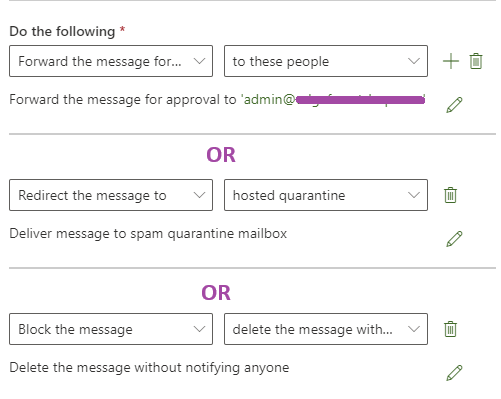 Do the following *
Forward the message for... to these people
Forward the message for approval to 'admin@
OR
Redirect the message to hosted quarantine
Deliver message to spam quarantine mailbox
OR
Block the message delete the message with...
Delete the message without notifying anyone